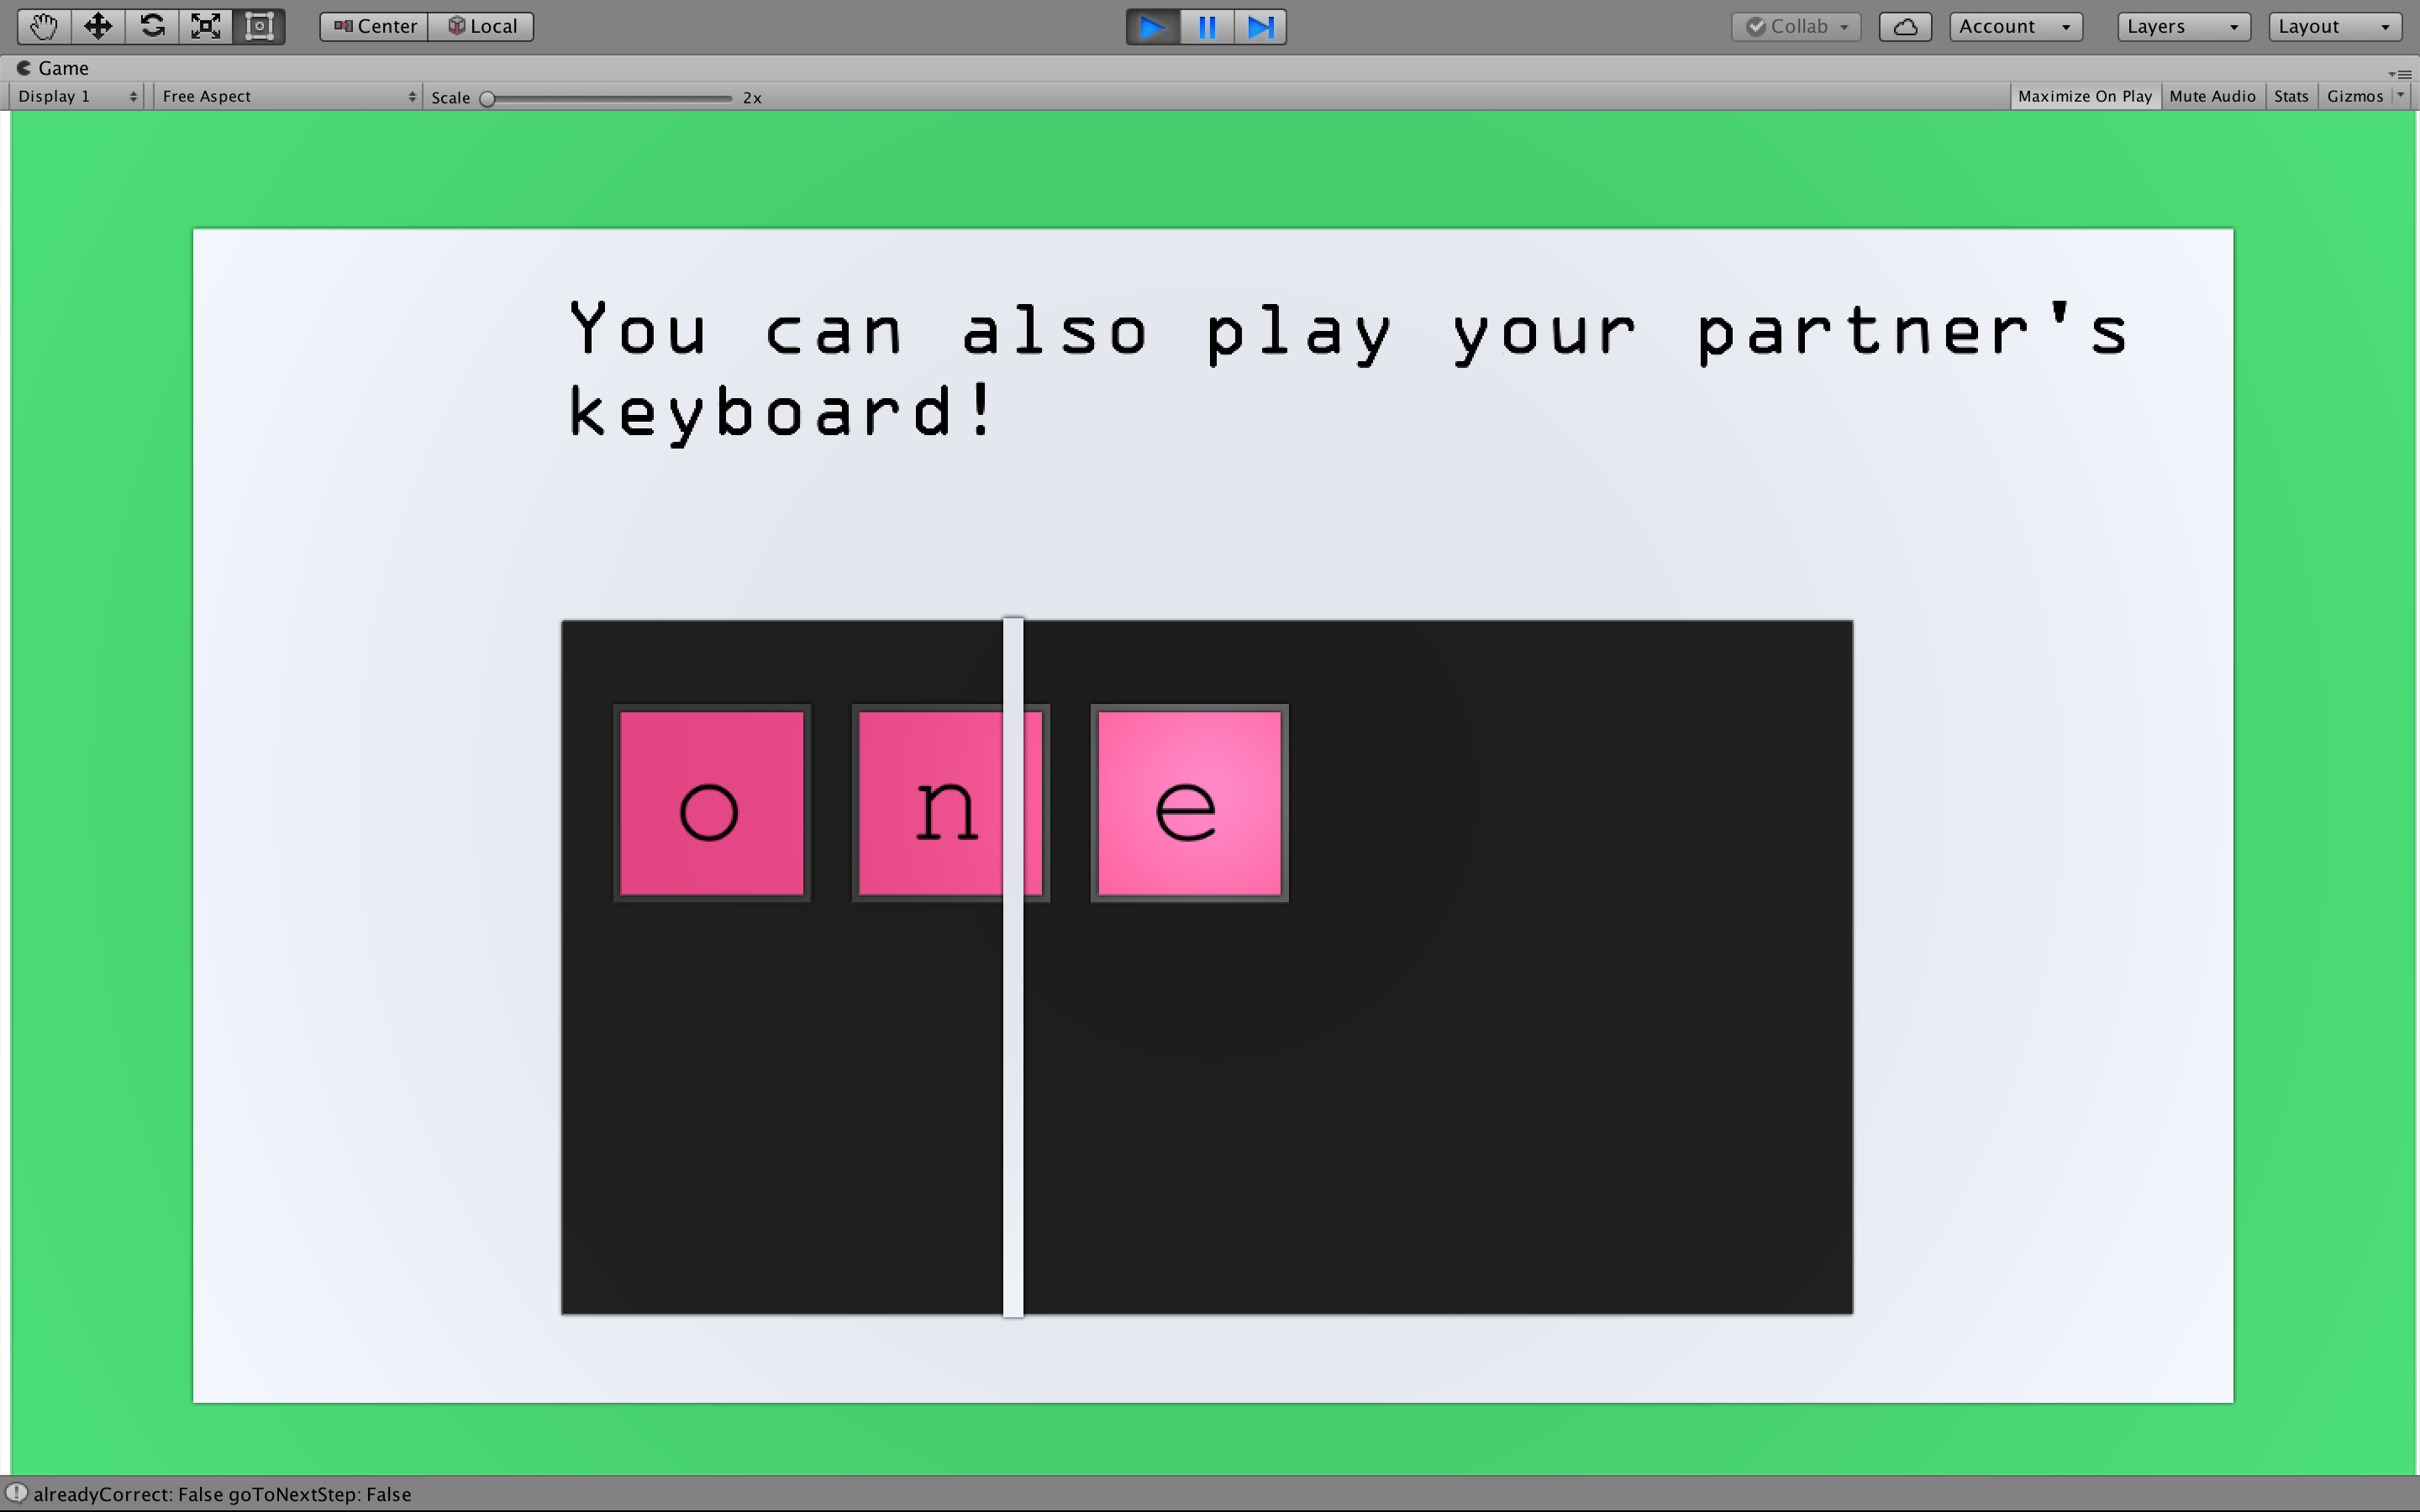 Center Local Collab Account Layers Layout
Game
Display 1 Free Aspect Scale 2x Maximize On Play Mute Audio Stats Gizmos
You can also play your partner's
keyboard!
o n e
alreadyCorrect: False goToNextStep: False